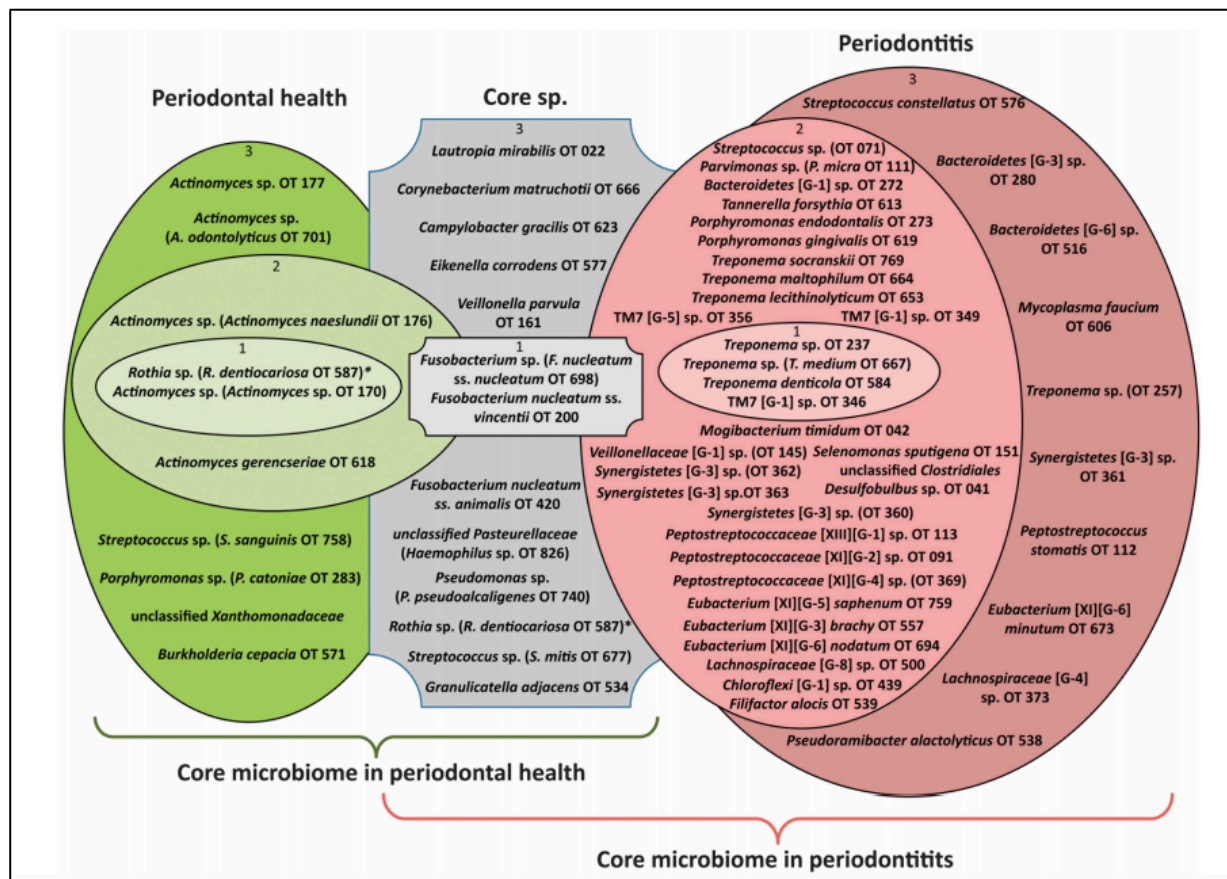 Periodontal health
3
Actinomyces sp. OT 177
Actinomyces sp.
(A. odontolyticus OT 701)
2
Actinomyces sp. (Actinomyces naeslundii OT 176)
1
Rothia sp. (R. dentiocariosa OT 587)*
Actinomyces sp. (Actinomyces sp. OT 170)
Actinomyces gerencseriae OT 618
Streptococcus sp. (S. sanguinis OT 758)
Porphyromonas sp. (P. catoniae OT 283)
unclassified Xanthomonadaceae
Burkholderia cepacia OT 571
Core sp.
3
Lautropia mirabilis OT 022
Corynebacterium matruchotii OT 666
Campylobacter gracilis OT 623
Eikenella corrodens OT 577
Veillonella parvula
OT 161
1
Fusobacterium sp. (F. nucleatum
ss. nucleatum
OT 698)
Fusobacterium nucleatum ss.
vincentii OT 200
Fusobacterium nucleatum
ss. animalis OT 420
unclassified Pasteurellaceae
(Haemophilus sp. OT 826)
Pseudomonas sp.
(P. pseudoalcaligenes
OT 740)
Rothia sp. (R. dentiocariosa OT 587)*
Streptococcus sp. (S. mitis OT 677)
Granulicatella adjacens OT 534
Periodontitis
3
Streptococcus constellatus OT 576
2
Streptococcus sp. (OT 071)
Parvimonas sp. (P. micra OT 111)
Bacteroidetes [G-1] sp. OT 272
Tannerella forsythia OT 613
Porphyromonas endodontalis OT 273
Porphyromonas gingivalis OT 619
Treponema socranskii OT 769
Treponema maltophilum OT 664
Treponema lecithinolyticum OT 653
TM7 [G-5] sp. OT 356 TM7 [G-1] sp. OT 349
1
Treponema sp. OT 237
Treponema sp. (T. medium OT 667)
Treponema denticola OT 584
TM7 [G-1] sp. OT 346
Mogibacterium timidum OT 042
Veillonellaceae [G-1] sp. (OT 145) Selenomonas sputigena OT 151
Synergistetes [G-3] sp. (OT 362) unclassified Clostridiales
Synergistetes [G-3] sp.OT 363 Desulfobulbus sp. OT 041
Synergistetes [G-3] sp. (OT 360)
Peptostreptococcaceae [XIII][G-1] sp. OT 113
Peptostreptococcaceae [XI][G-2] sp. OT 091
Peptostreptococcaceae [XI][G-4] sp. (OT 369)
Eubacterium [XI][G-5] saphenum OT 759
Eubacterium [XI][G-3] brachy OT 557
Eubacterium [XI][G-6] nodatum OT 694
Lachnospiraceae [G-8] sp. OT 500
Chloroflexi [G-1] sp. OT 439
Filifactor alocis OT 539
Bacteroidetes [G-3] sp.
OT 280
Bacteroidetes [G-6] sp.
OT 516
Mycoplasma faucium
OT 606
Treponema sp. (OT 257)
Synergistetes [G-3] sp.
OT 361
Peptostreptococcus
stomatis OT 112
Eubacterium [XI][G-6]
minutum OT 673
Lachnospiraceae [G-4]
sp. OT 373
Pseudoramibacter alactolyticus OT 538
Core microbiome in periodontal health
Core microbiome in periodontitits